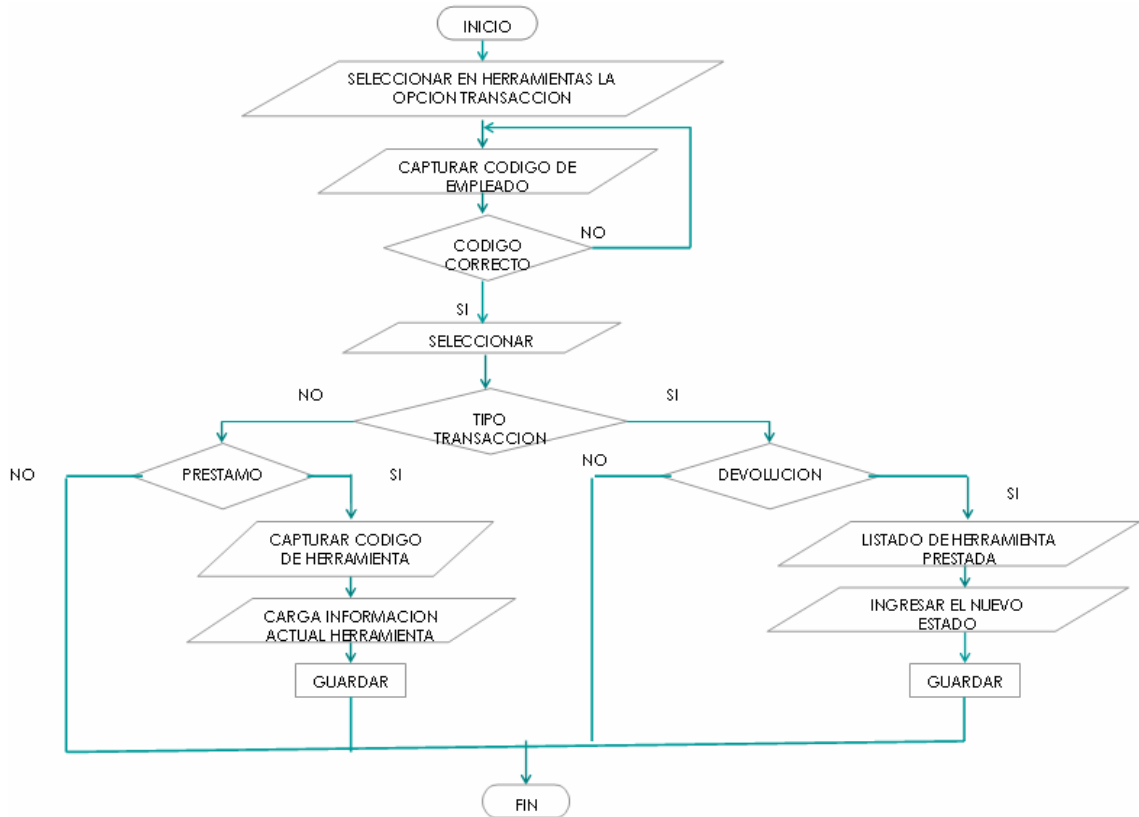 INICIO
SELECCIONAR EN HERRAMIENTAS LA
OPCION TRANSACCION
CAPTURAR CODIGO DE
EMPLEADO
NO
CODIGO
CORRECTO
SI
SELECCIONAR
NO
SI
TIPO
TRANSACCION
NO
PRESTAMO
SI
NO
DEVOLUCION
SI
CAPTURAR CODIGO
DE HERRAMIENTA
LISTADO DE HERRAMIENTA
PRESTADA
CARGA INFORMACION
ACTUAL HERRAMIENTA
INGRESAR EL NUEVO
ESTADO
GUARDAR
GUARDAR
FIN